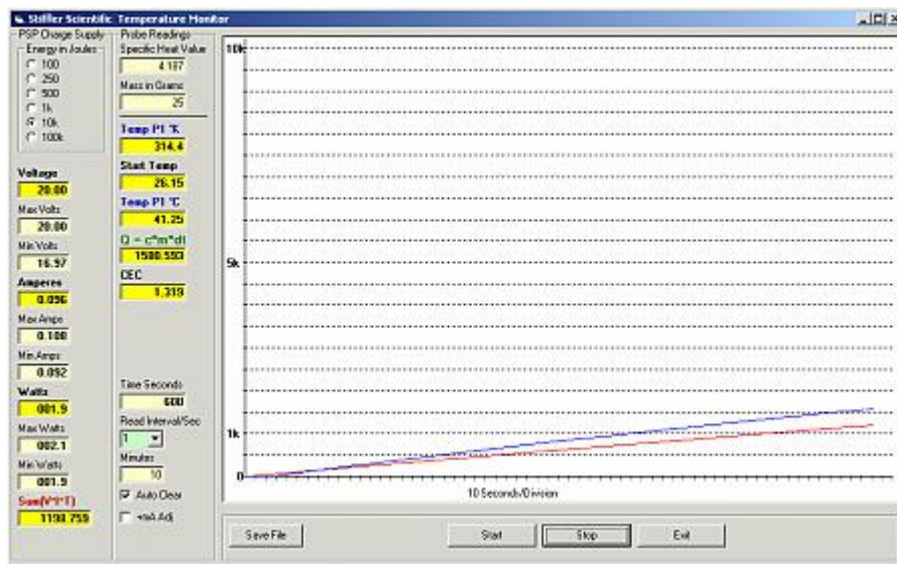 Stiffler Scientific Temperature Monitor
PSP Charge Supply
Energy in Joules
100
250
500
1k
10k
100k
Voltage
20.00
Max Volts
20.00
Min Volts
16.97
Amperes
0.096
Max Amps
0.108
Min Amps
0.092
Watts
001.9
Max Watts
002.1
Min Watts
001.9
Sum(V*I*T)
1198.759
Probe Readings
Specific Heat Value
4.187
Mass in Grams
25
Temp P1 °K
314.4
Start Temp
26.15
Temp P1 °C
41.25
Q = c*m*dt
1580.593
CEC
1.319
Time Seconds
600
Read Interval/Sec
1
Minutes
10
Auto Clear
+mA Adj
10k
5k
1k
0
10 Seconds/Division
Save File
Start
Stop
Exit